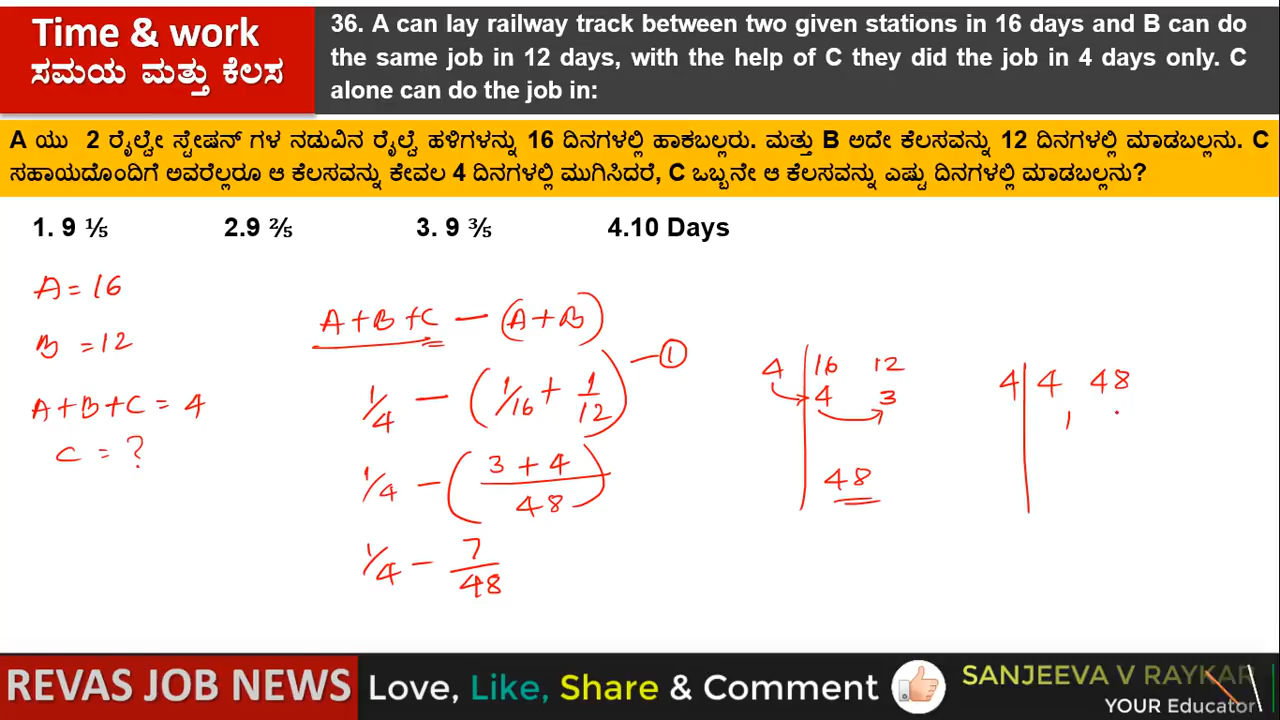 Time & work
ಸಮಯ ಮತ್ತು ಕೆಲಸ
36. A can lay railway track between two given stations in 16 days and B can do
the same job in 12 days, with the help of C they did the job in 4 days only. C
alone can do the job in:
A ಯು 2 ರೈಲ್ವೇ ಸ್ಟೇಷನ್ ಗಳ ನಡುವಿನ ರೈಲ್ವೆ ಹಳಿಗಳನ್ನು 16 ದಿನಗಳಲ್ಲಿ ಹಾಕಬಲ್ಲರು. ಮತ್ತು B ಅದೇ ಕೆಲಸವನ್ನು 12 ದಿನಗಳಲ್ಲಿ ಮಾಡಬಲ್ಲನು. C
ಸಹಾಯದೊಂದಿಗೆ ಅವರೆಲ್ಲರೂ ಆ ಕೆಲಸವನ್ನು ಕೇವಲ 4 ದಿನಗಳಲ್ಲಿ ಮುಗಿಸಿದರೆ, C ಒಬ್ಬನೇ ಆ ಕೆಲಸವನ್ನು ಎಷ್ಟು ದಿನಗಳಲ್ಲಿ ಮಾಡಬಲ್ಲನು?
1. 9 ⅕ 2.9 ⅖ 3. 9 ⅗ 4.10 Days
A = 16
B = 12
A+B+C = 4
C = ?
A+B+C — (A+B)
1/4 — (1/16 + 1/12) — ①
1/4 — (3+4/48)
1/4 — 7/48
4 | 16 12
4 3
48
4 | 4 48
1
REVAS JOB NEWS
Love, Like, Share & Comment
SANJEEVA V RAYKAR
YOUR Educator